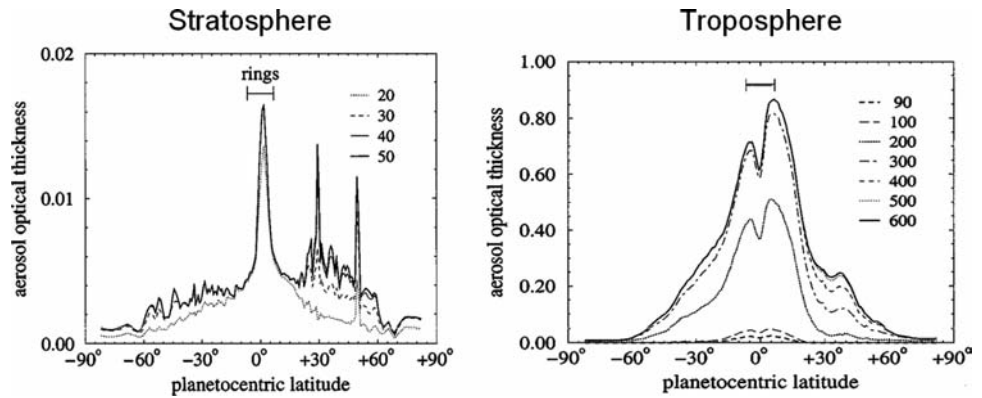 Stratosphere
0.02
0.01
0.00
aerosol optical thickness
rings
20
30
40
50
−90° −60° −30° 0° +30° +60° +90°
planetocentric latitude
Troposphere
1.00
0.80
0.60
0.40
0.20
0.00
aerosol optical thickness
90
100
200
300
400
500
600
−90° −60° −30° 0° +30° +60° +90°
planetocentric latitude